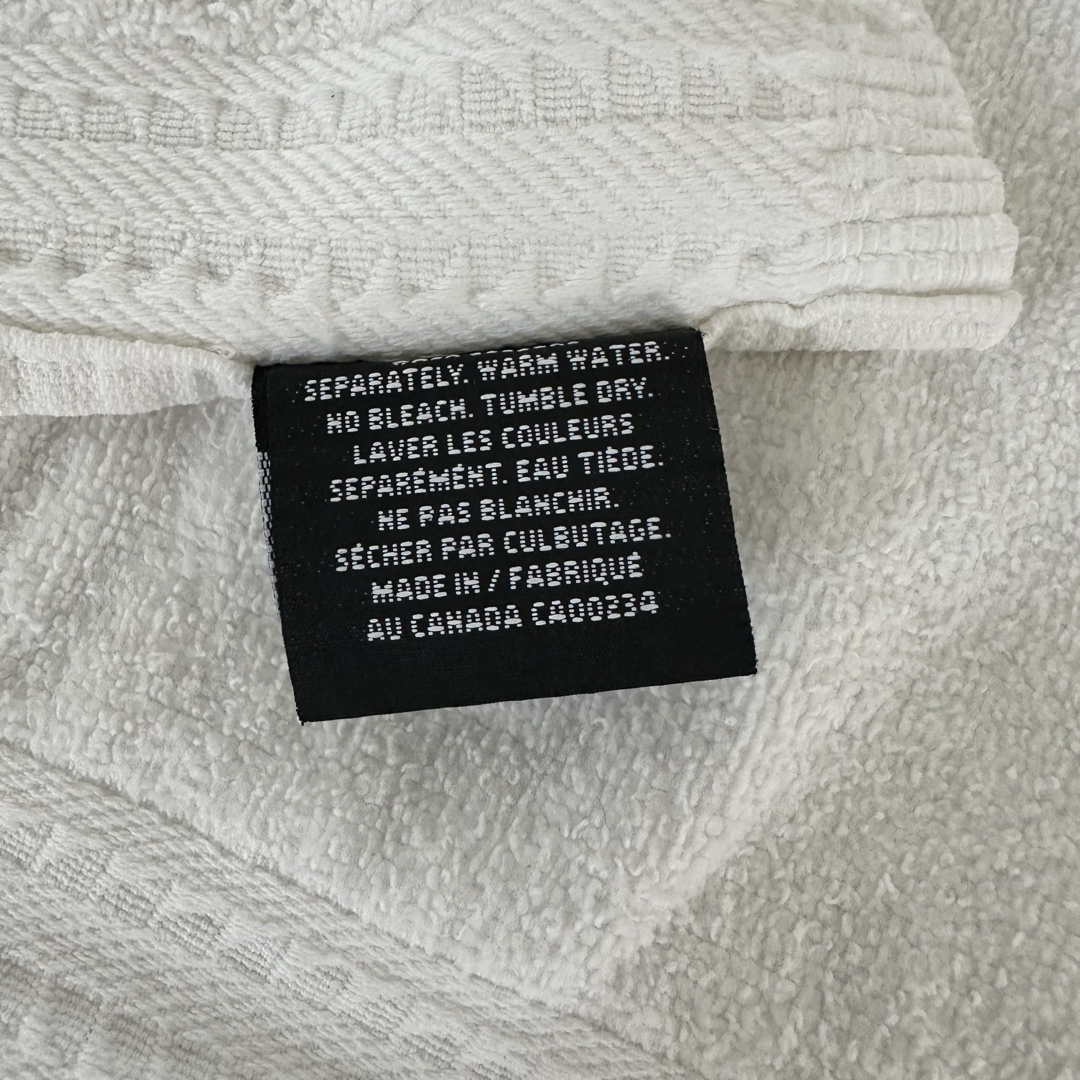 SEPARATELY. WARM WATER.
NO BLEACH. TUMBLE DRY.
LAVER LES COULEURS
SEPARÉMÉNT. EAU TIÈDE.
NE PAS BLANCHIR.
SÉCHER PAR CULBUTAGE.
MADE IN / FABRIQUÉ
AU CANADA CA00234